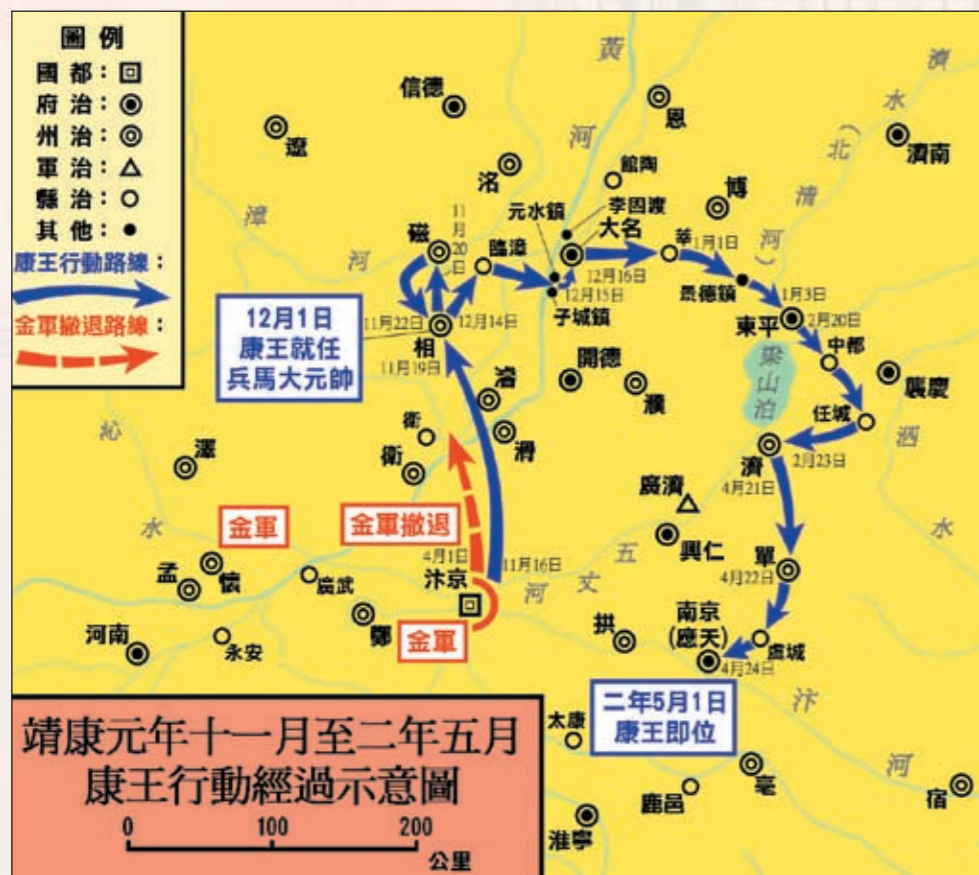 圖例
國都：
府治：
州治：
軍治：
縣治：
其他：
康王行動路線：
金軍撤退路線：
黃
河
濟
水
(
北
清
河
)
信德
遼
恩
濟南
館陶
洺
博
漳
河
元水鎮
李固渡
大名
磁
11
月
20
日
臨漳
莘
1月1日
12月16日
12月15日
子城鎮
景德鎮
1月3日
東平
2月20日
中都
12月1日
康王就任
兵馬大元帥
11月22日
12月14日
相
11月19日
開德
濮
梁
山
泊
襲慶
任城
泗
水
濬
滑
衛
衛
沁
水
澤
濟
2月23日
4月21日
廣濟
興仁
金軍
金軍撤退
4月1日
汴京
11月16日
五
丈
河
單
4月22日
孟
懷
廣武
鄭
金軍
河南
永安
拱
南京
(應天)
虞城
4月24日
二年5月1日
康王即位
汴
河
太康
鹿邑
亳
宿
淮寧
靖康元年十一月至二年五月
康王行動經過示意圖
0 100 200
公里